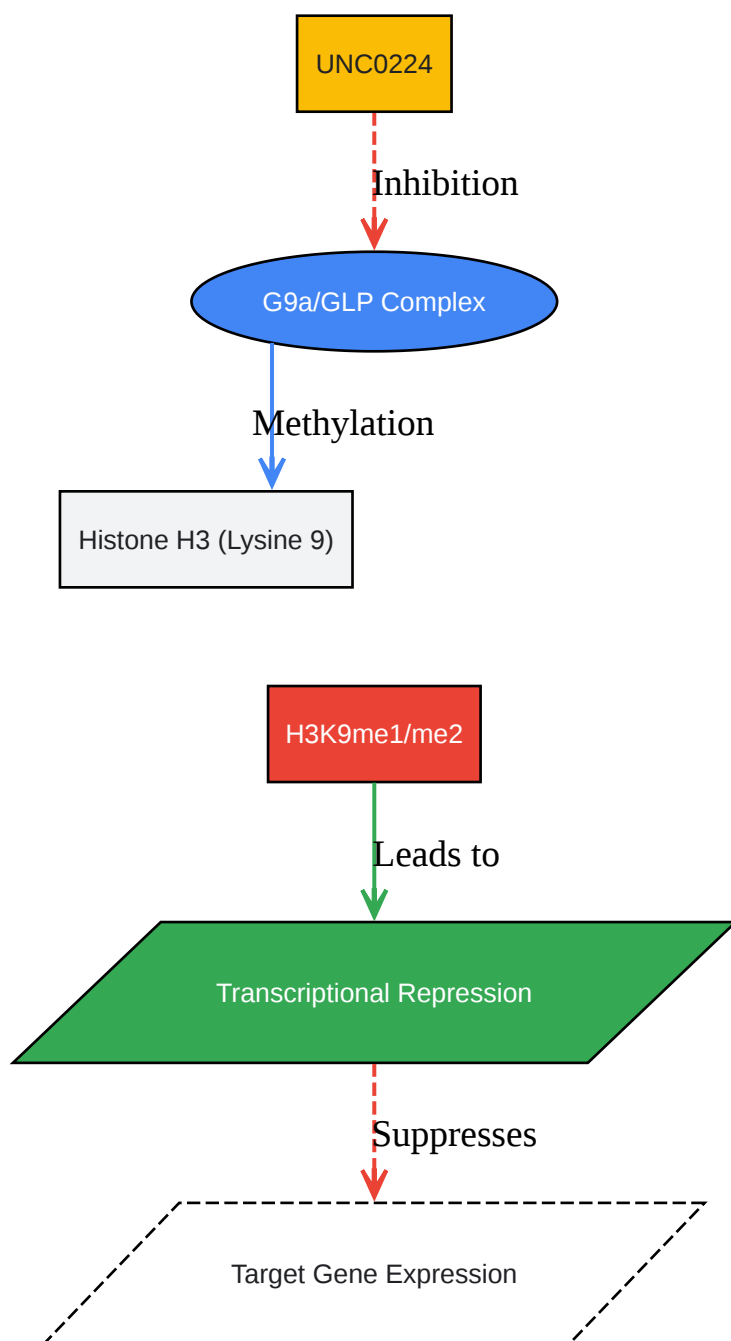 UNC0224
Inhibition
G9a/GLP Complex
Methylation
Histone H3 (Lysine 9)
H3K9me1/me2
Leads to
Transcriptional Repression
Suppresses
Target Gene Expression